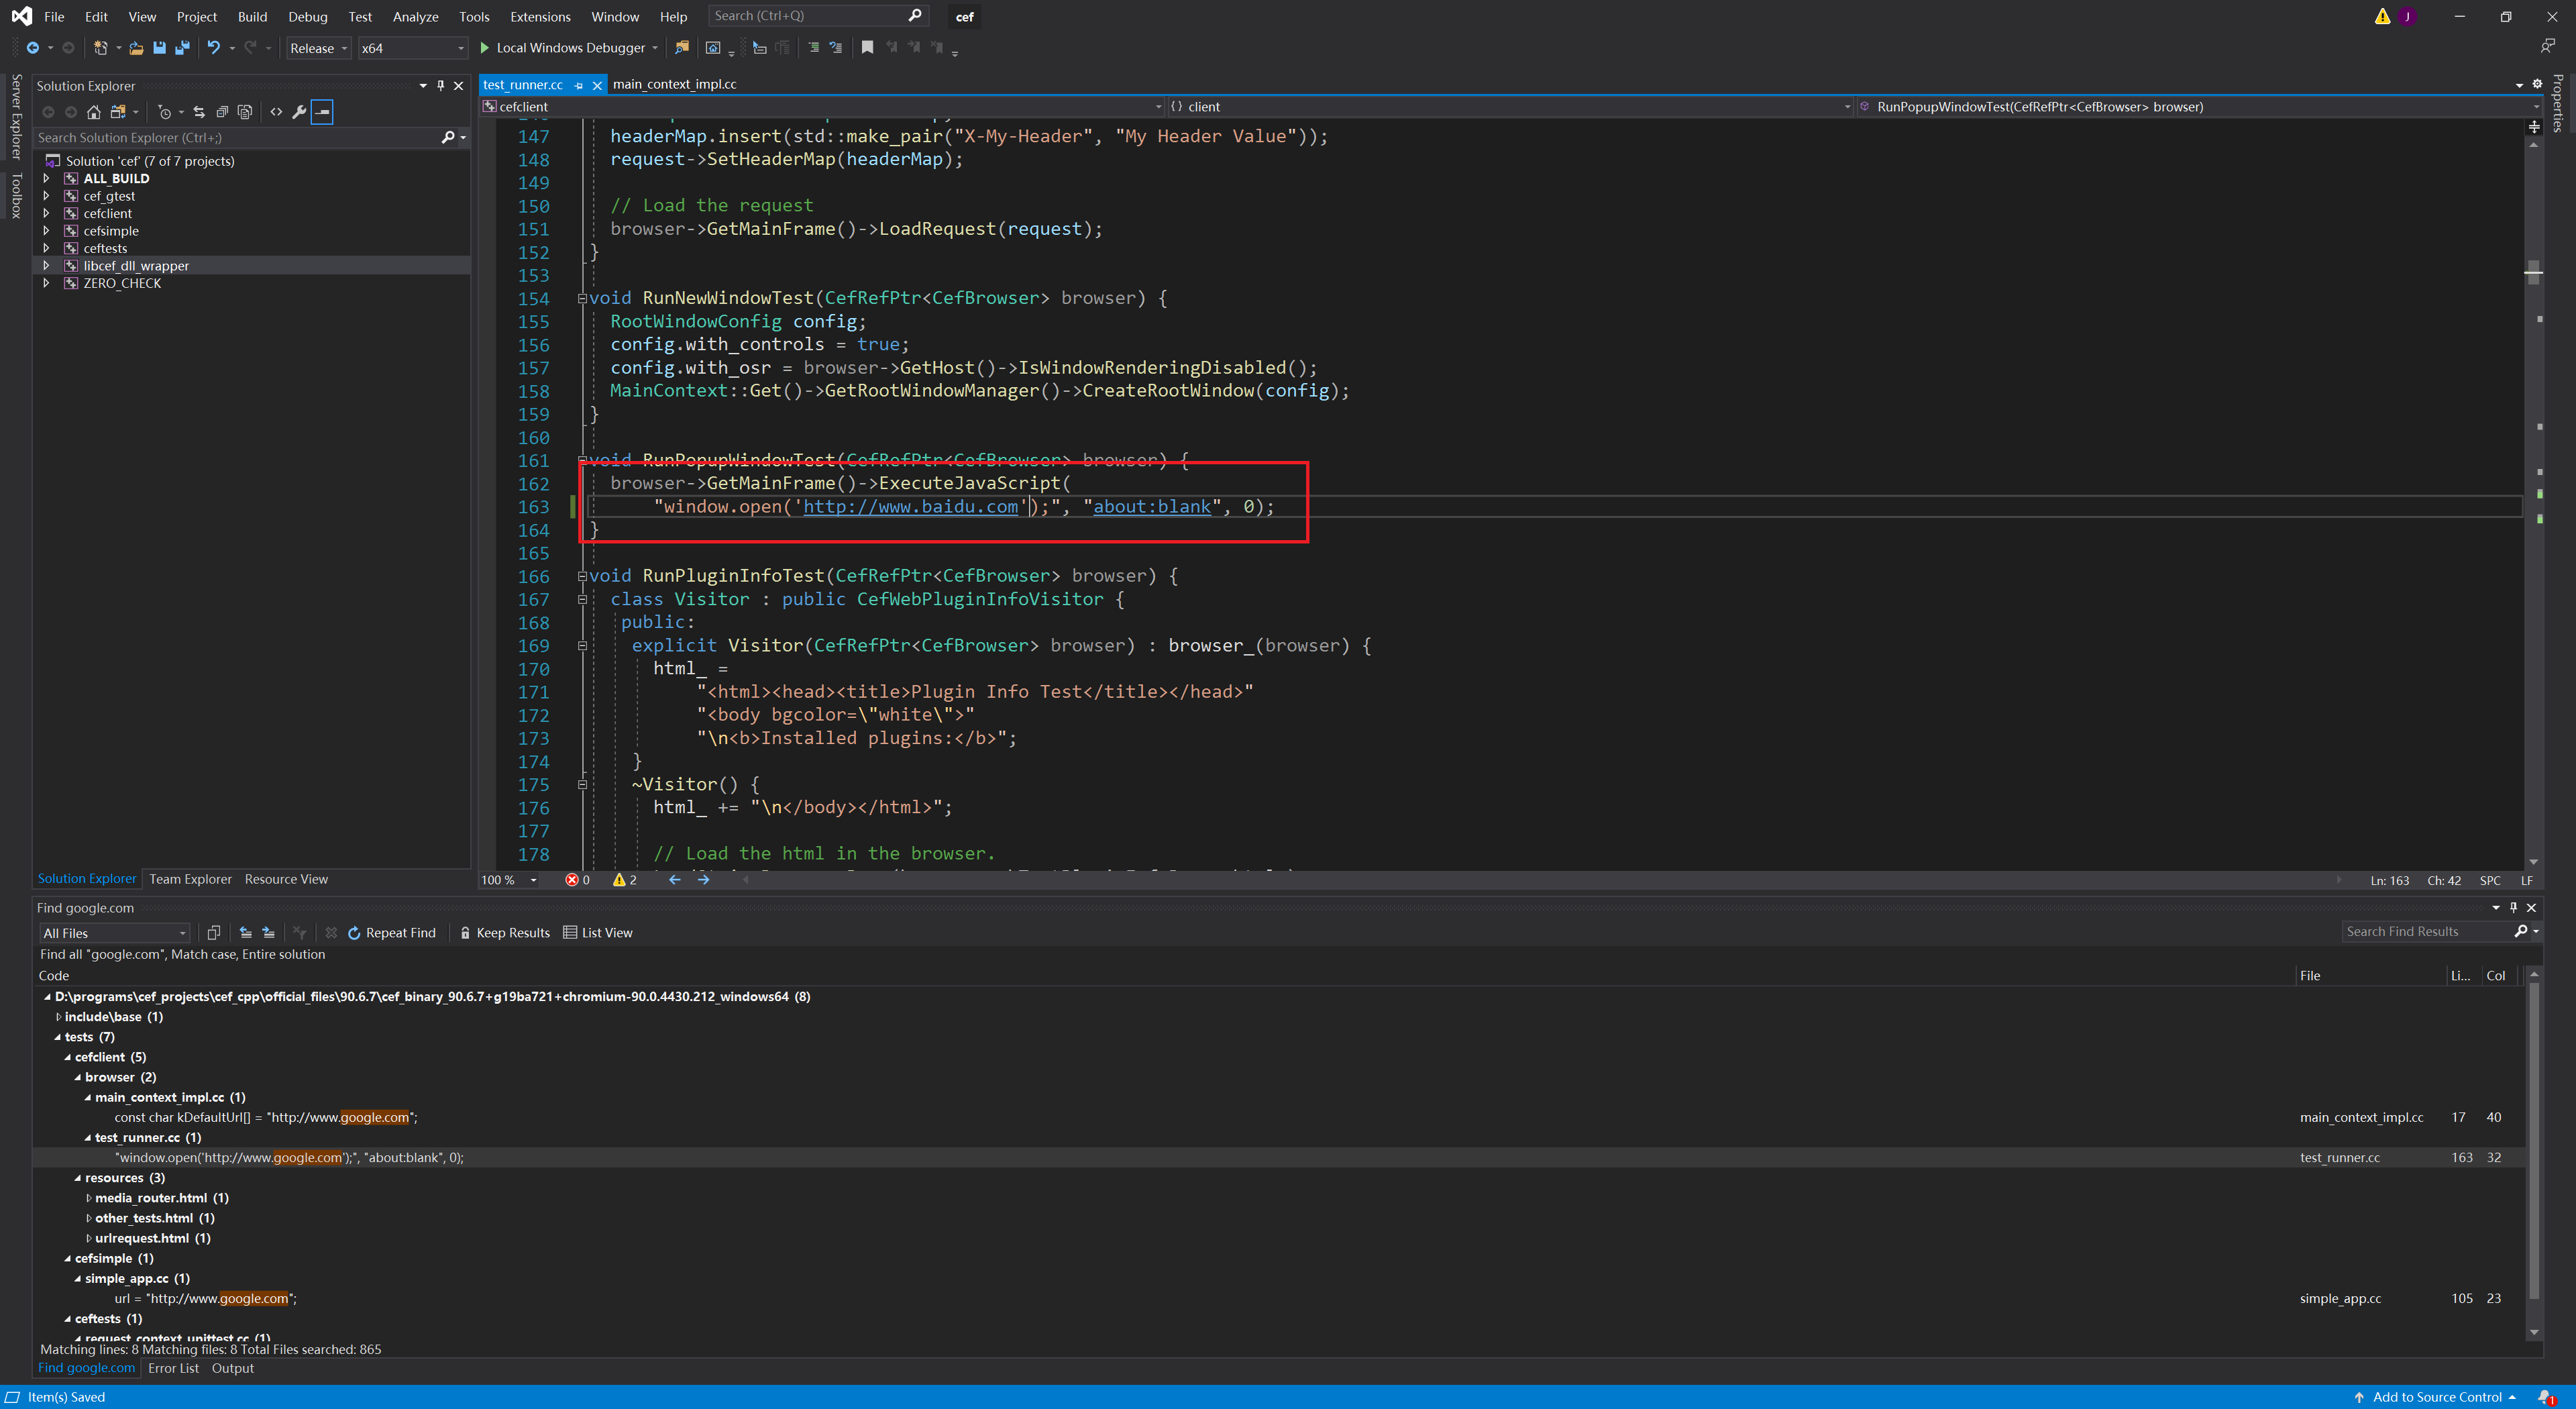 File Edit View Project Build Debug Test Analyze Tools Extensions Window Help Search (Ctrl+Q) cef J
Release x64 Local Windows Debugger
Server Explorer
Toolbox
Solution Explorer
Search Solution Explorer (Ctrl+;)
Solution 'cef' (7 of 7 projects)
ALL_BUILD
cef_gtest
cefclient
cefsimple
ceftests
libcef_dll_wrapper
ZERO_CHECK
Solution Explorer Team Explorer Resource View
test_runner.cc main_context_impl.cc
Properties
cefclient {} client RunPopupWindowTest(CefRefPtr<CefBrowser> browser)
147 headerMap.insert(std::make_pair("X-My-Header", "My Header Value"));
148 request->SetHeaderMap(headerMap);
149
150 // Load the request
151 browser->GetMainFrame()->LoadRequest(request);
152 }
153
154 void RunNewWindowTest(CefRefPtr<CefBrowser> browser) {
155 RootWindowConfig config;
156 config.with_controls = true;
157 config.with_osr = browser->GetHost()->IsWindowRenderingDisabled();
158 MainContext::Get()->GetRootWindowManager()->CreateRootWindow(config);
159 }
160
161 void RunPopupWindowTest(CefRefPtr<CefBrowser> browser) {
162 browser->GetMainFrame()->ExecuteJavaScript(
163 "window.open('http://www.baidu.com');", "about:blank", 0);
164 }
165
166 void RunPluginInfoTest(CefRefPtr<CefBrowser> browser) {
167 class Visitor : public CefWebPluginInfoVisitor {
168 public:
169 explicit Visitor(CefRefPtr<CefBrowser> browser) : browser_(browser) {
170 html_ =
171 "<html><head><title>Plugin Info Test</title></head>"
172 "<body bgcolor=\"white\">"
173 "\n<b>Installed plugins:</b>";
174 }
175 ~Visitor() {
176 html_ += "\n</body></html>";
177
178 // Load the html in the browser.
100 % 0 2 Ln: 163 Ch: 42 SPC LF
Find google.com
All Files Repeat Find Keep Results List View Search Find Results
Find all "google.com", Match case, Entire solution
Code File Li... Col
D:\programs\cef_projects\cef_cpp\official_files\90.6.7\cef_binary_90.6.7+g19ba721+chromium-90.0.4430.212_windows64 (8)
include\base (1)
tests (7)
cefclient (5)
browser (2)
main_context_impl.cc (1)
const char kDefaultUrl[] = "http://www.google.com"; main_context_impl.cc 17 40
test_runner.cc (1)
"window.open('http://www.google.com');", "about:blank", 0); test_runner.cc 163 32
resources (3)
media_router.html (1)
other_tests.html (1)
urlrequest.html (1)
cefsimple (1)
simple_app.cc (1)
url = "http://www.google.com"; simple_app.cc 105 23
ceftests (1)
request_context_unittest.cc (1)
Matching lines: 8 Matching files: 8 Total Files searched: 865
Find google.com Error List Output
Item(s) Saved Add to Source Control 1